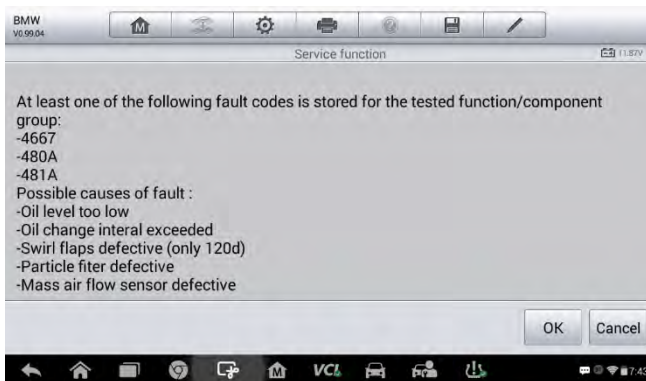 BMW
V0.99.04
Service function
11.87V
At least one of the following fault codes is stored for the tested function/component
group:
-4667
-480A
-481A
Possible causes of fault :
-Oil level too low
-Oil change interal exceeded
-Swirl flaps defective (only 120d)
-Particle fiter defective
-Mass air flow sensor defective
OK Cancel
VCI
7:43